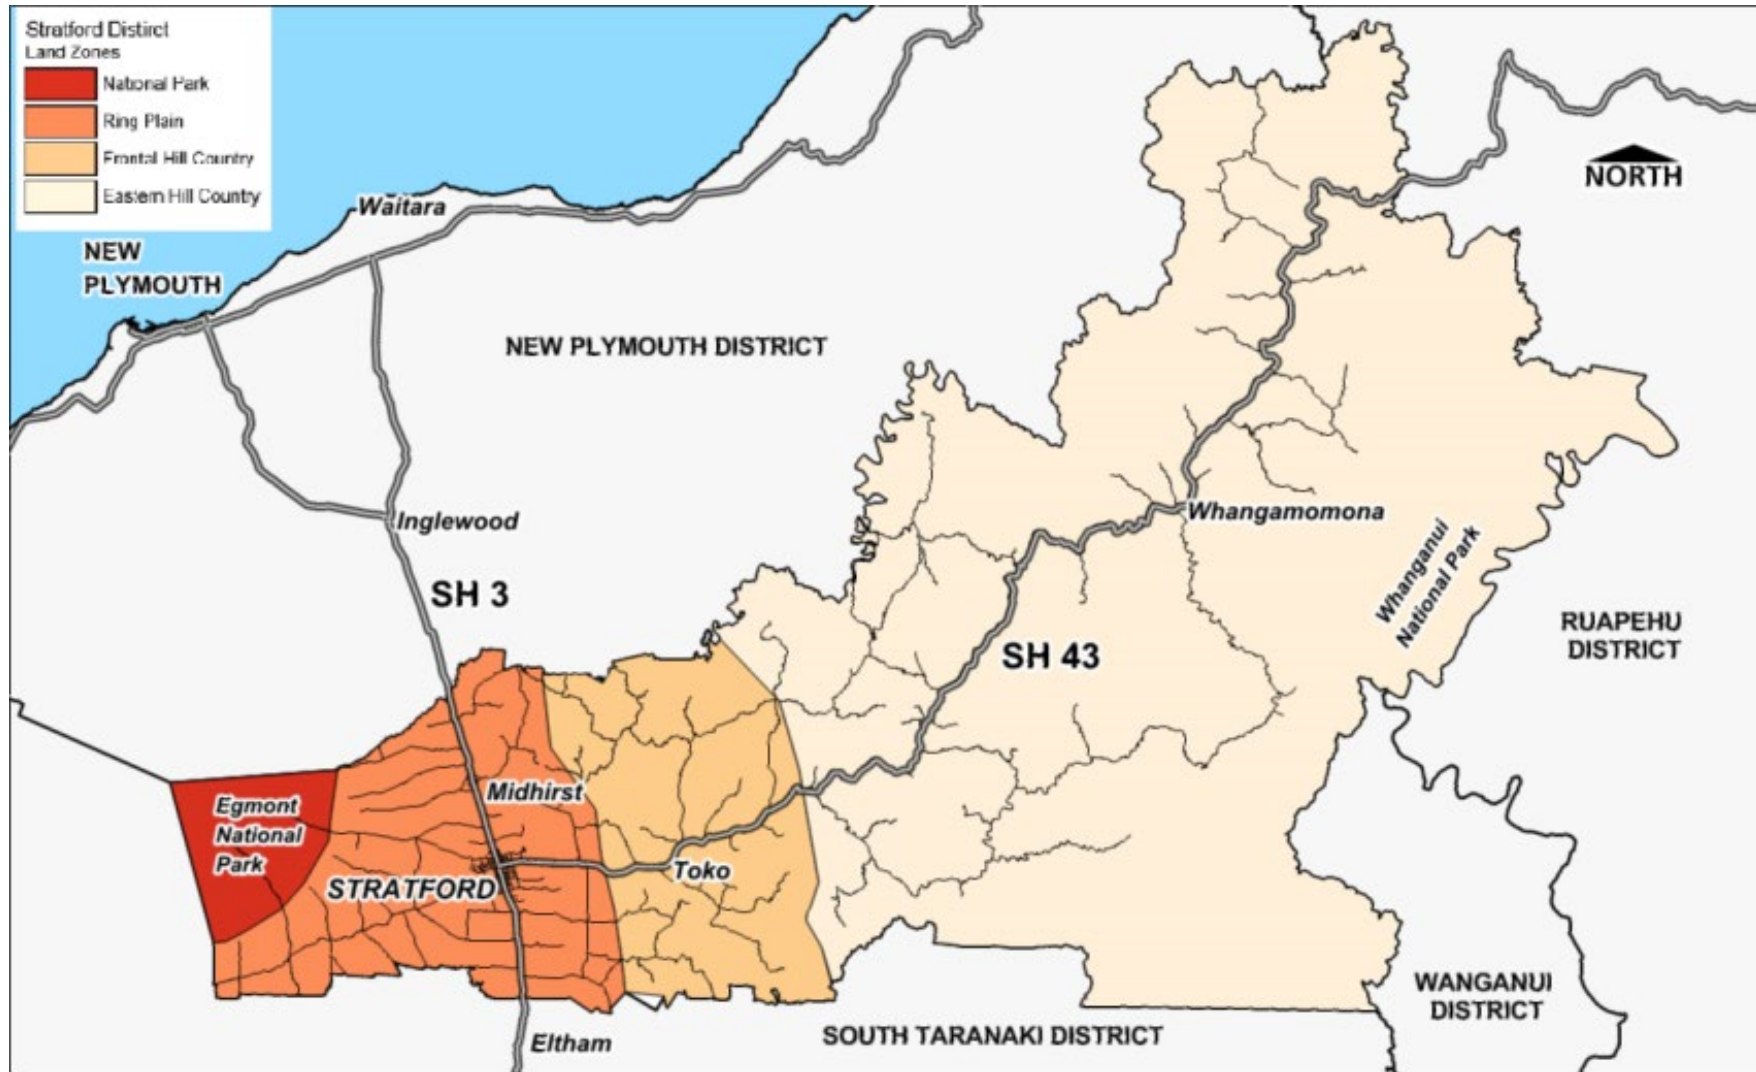 Stratford Distirct
Land Zones
National Park
Ring Plain
Frontal Hill Country
Eastern Hill Country
NORTH
Waitara
NEW
PLYMOUTH
NEW PLYMOUTH DISTRICT
Inglewood
Whangamomona
Whanganui
National Park
SH 3
SH 43
RUAPEHU
DISTRICT
Midhirst
Egmont
National
Park
STRATFORD
Toko
WANGANUI
DISTRICT
SOUTH TARANAKI DISTRICT
Eltham